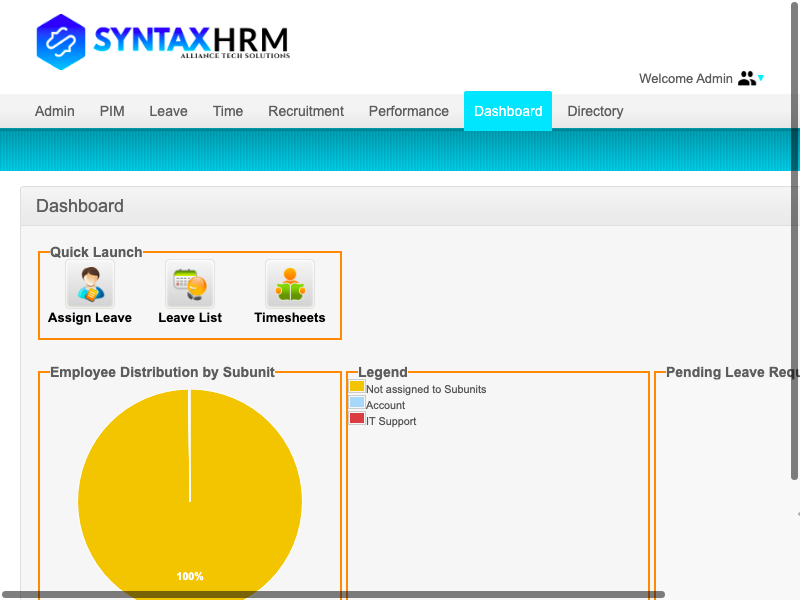 SYNTAXHRM
ALLIANCE TECH SOLUTIONS
Welcome Admin
Admin PIM Leave Time Recruitment Performance Dashboard Directory
Dashboard
Quick Launch
Assign Leave Leave List Timesheets
Employee Distribution by Subunit Legend Pending Leave Requ
Not assigned to Subunits
Account
IT Support
100%